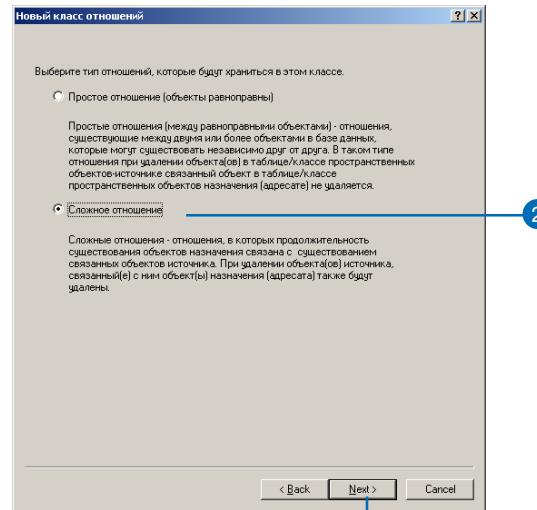 Новый класс отношений
Выберите тип отношений, которые будут храниться в этом классе.
Простое отношение (объекты равноправны)
Простые отношения (между равноправными объектами) - отношения,
существующие между двумя или более объектами в базе данных,
которые могут существовать независимо друг от друга. В таком типе
отношения при удалении объекта(ов) в таблице/классе пространственных
объектов-источнике связанный объект в таблице/классе
пространственных объектов назначения (адресате) не удаляется.
Сложное отношение
2
Сложные отношения - отношения, в которых продолжительность
существования объектов назначения связана с существованием
связанных объектов источника. При удалении объекта(ов) источника,
связанный(е) с ним объект(ы) назначения (адресата) также будут
удалены.
< Back Next > Cancel